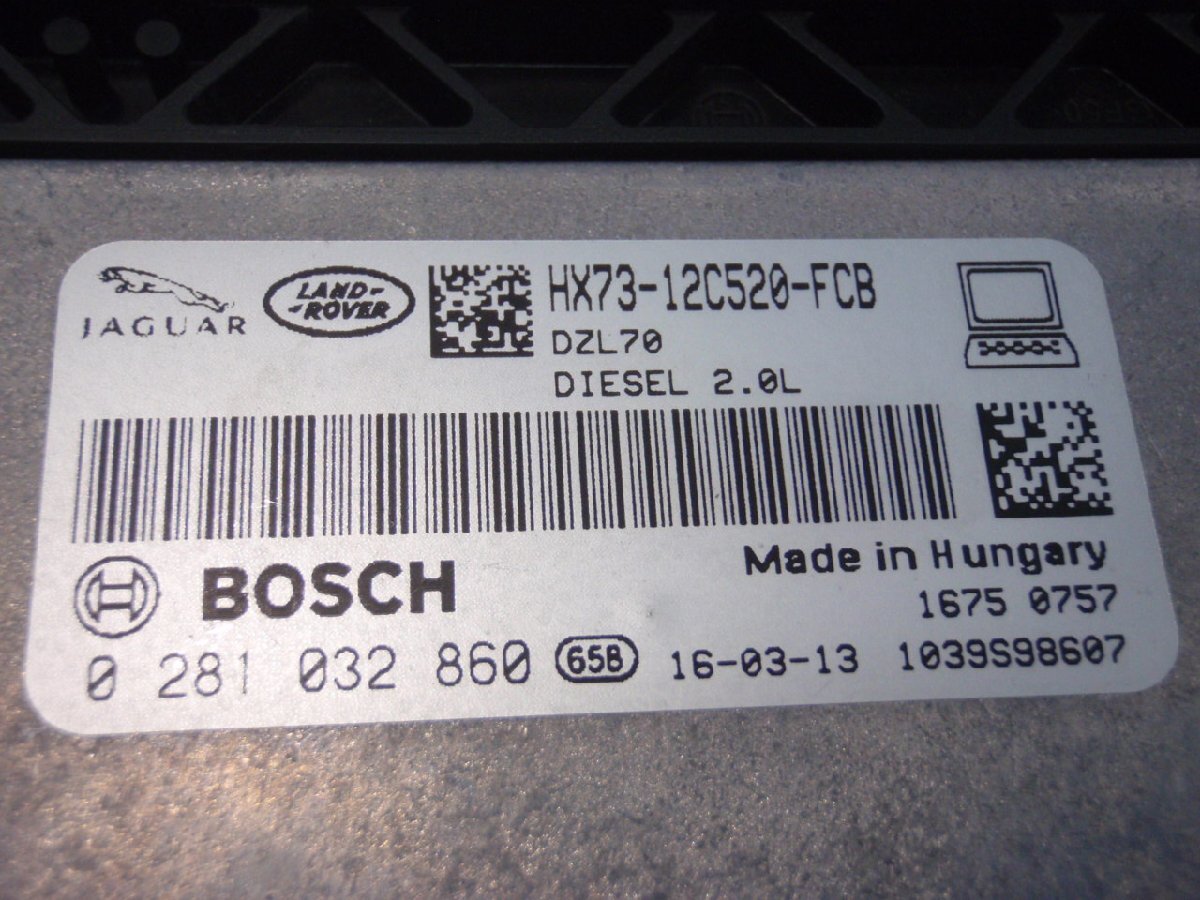 JAGUAR
LAND-
-ROVER
HX73-12C520-FCB
DZL70
DIESEL 2.0L
Made in Hungary
BOSCH
1675 0757
0 281 032 860 65B 16-03-13 1039S98607